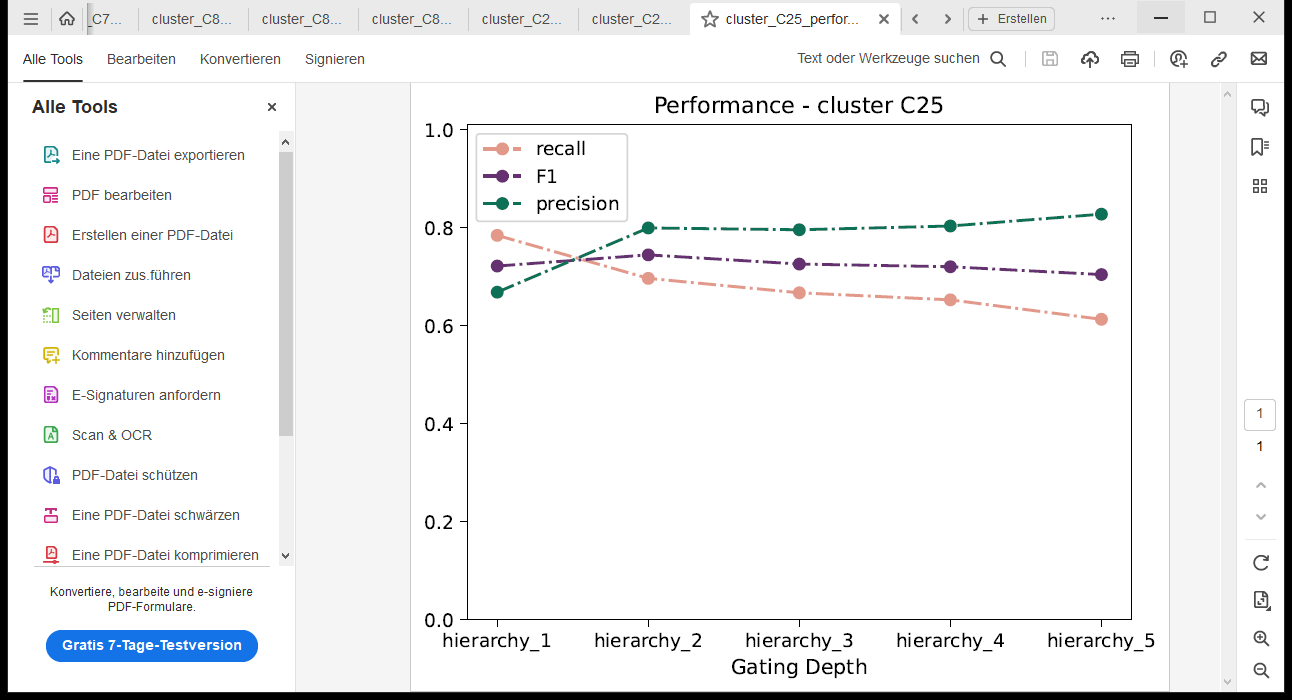 _C7...
cluster_C8...
cluster_C8...
cluster_C8...
cluster_C2...
cluster_C2...
cluster_C25_perfor...
Erstellen
Alle Tools
Bearbeiten
Konvertieren
Signieren
Text oder Werkzeuge suchen
Alle Tools
Eine PDF-Datei exportieren
PDF bearbeiten
Erstellen einer PDF-Datei
Dateien zus.führen
Seiten verwalten
Kommentare hinzufügen
E-Signaturen anfordern
Scan & OCR
PDF-Datei schützen
Eine PDF-Datei schwärzen
Eine PDF-Datei komprimieren
Konvertiere, bearbeite und e-signiere
PDF-Formulare.
Gratis 7-Tage-Testversion
Performance - cluster C25
recall
F1
precision
1.0
0.8
0.6
0.4
0.2
0.0
hierarchy_1
hierarchy_2
hierarchy_3
hierarchy_4
hierarchy_5
Gating Depth
1
1